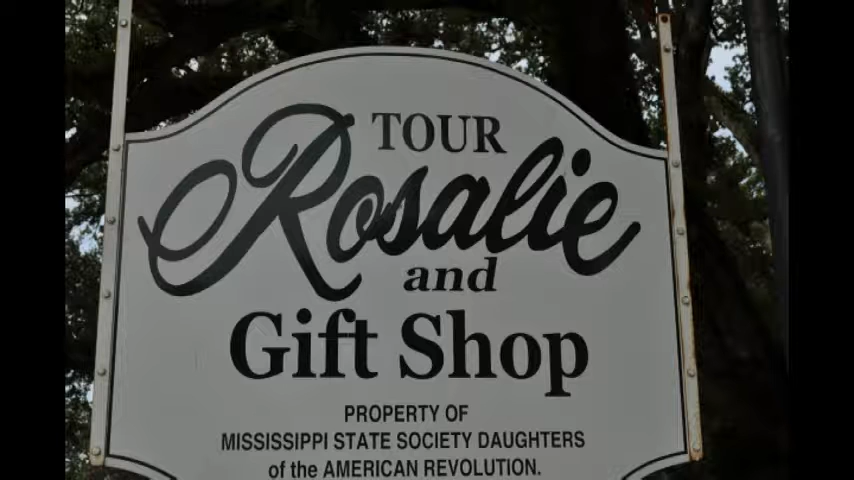 TOUR
Rosalie
and
Gift Shop
PROPERTY OF
MISSISSIPPI STATE SOCIETY DAUGHTERS
of the AMERICAN REVOLUTION.